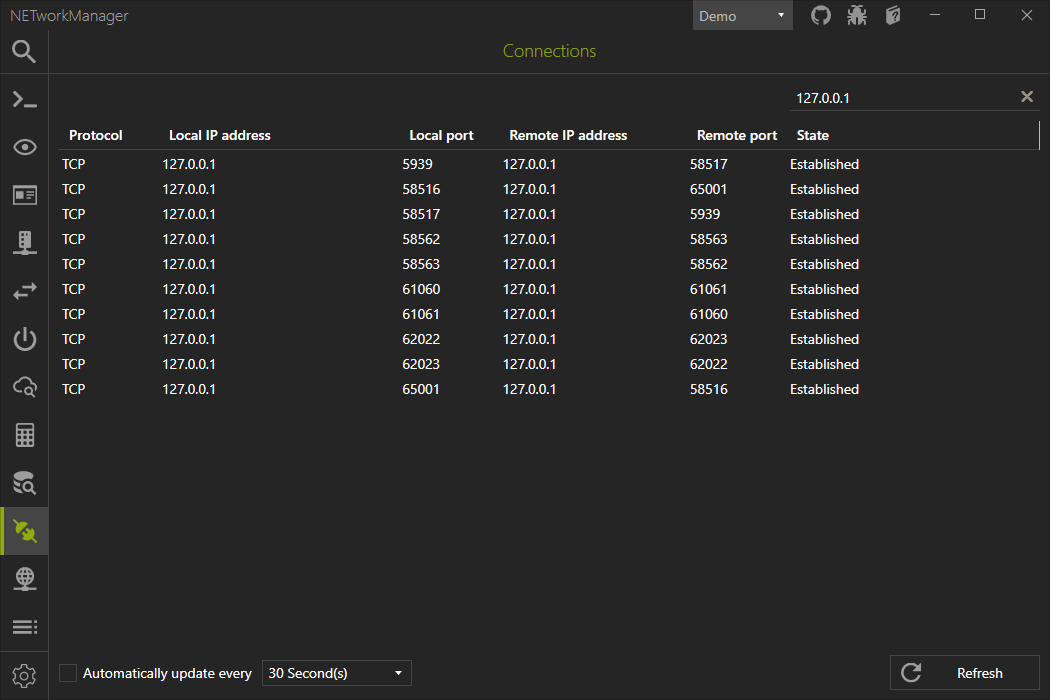 NETworkManager Demo
Connections
127.0.0.1
Protocol Local IP address Local port Remote IP address Remote port State
TCP 127.0.0.1 5939 127.0.0.1 58517 Established
TCP 127.0.0.1 58516 127.0.0.1 65001 Established
TCP 127.0.0.1 58517 127.0.0.1 5939 Established
TCP 127.0.0.1 58562 127.0.0.1 58563 Established
TCP 127.0.0.1 58563 127.0.0.1 58562 Established
TCP 127.0.0.1 61060 127.0.0.1 61061 Established
TCP 127.0.0.1 61061 127.0.0.1 61060 Established
TCP 127.0.0.1 62022 127.0.0.1 62023 Established
TCP 127.0.0.1 62023 127.0.0.1 62022 Established
TCP 127.0.0.1 65001 127.0.0.1 58516 Established
Automatically update every 30 Second(s) Refresh